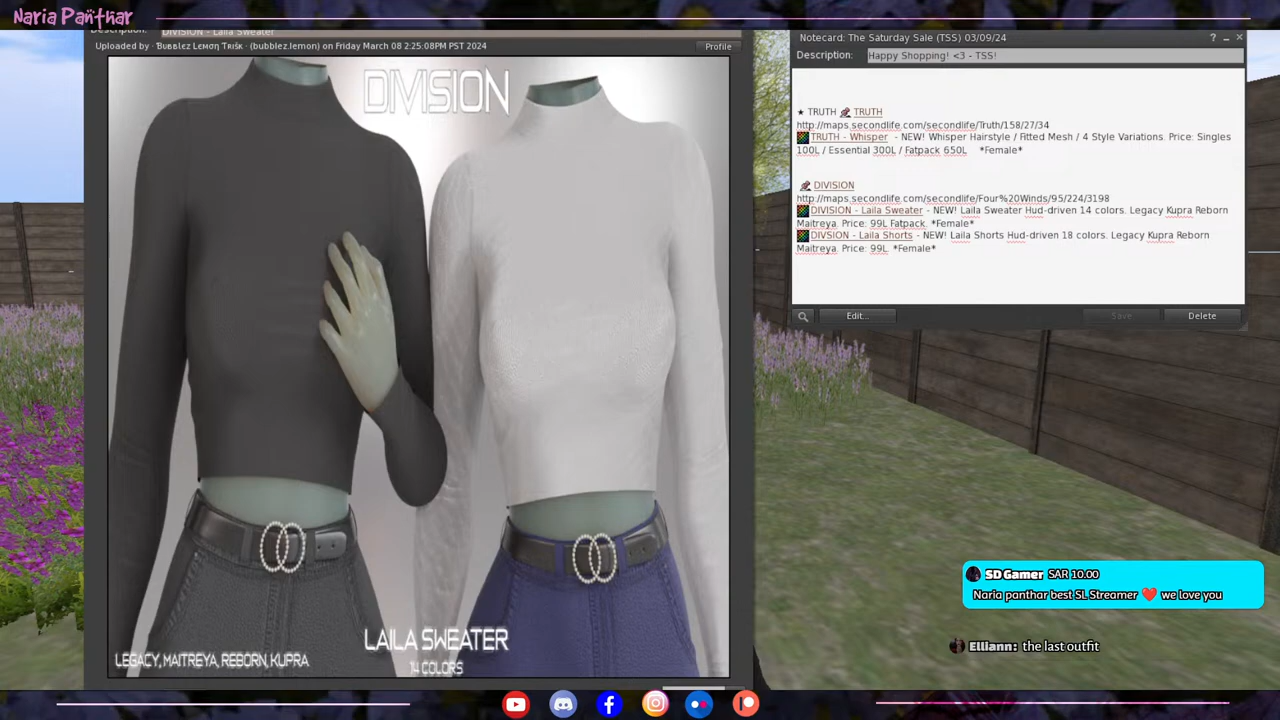 Naria Panthar
Description: DIVISION - Laila Sweater
Uploaded by · Ɓυввℓεz Lεмση Tяιѕк · (bubblez.lemon) on Friday March 08 2:25:08PM PST 2024
Profile
DIVISION
LAILA SWEATER
14 COLORS
LEGACY, MAITREYA, REBORN, KUPRA
Notecard: The Saturday Sale (TSS) 03/09/24
Description: Happy Shopping! <3 - TSS!
★ TRUTH TRUTH
http://maps.secondlife.com/secondlife/Truth/158/27/34
TRUTH - Whisper - NEW! Whisper Hairstyle / Fitted Mesh / 4 Style Variations. Price: Singles
100L / Essential 300L / Fatpack 650L *Female*
DIVISION
http://maps.secondlife.com/secondlife/Four%20Winds/95/224/3198
DIVISION - Laila Sweater - NEW! Laila Sweater Hud-driven 14 colors. Legacy Kupra Reborn
Maitreya. Price: 99L Fatpack. *Female*
DIVSION - Laila Shorts - NEW! Laila Shorts Hud-driven 18 colors. Legacy Kupra Reborn
Maitreya. Price: 99L. *Female*
Edit...
Save
Delete
SD Gamer SAR 10.00
Naria panthar best SL Streamer ❤️ we love you
Elliann: the last outfit